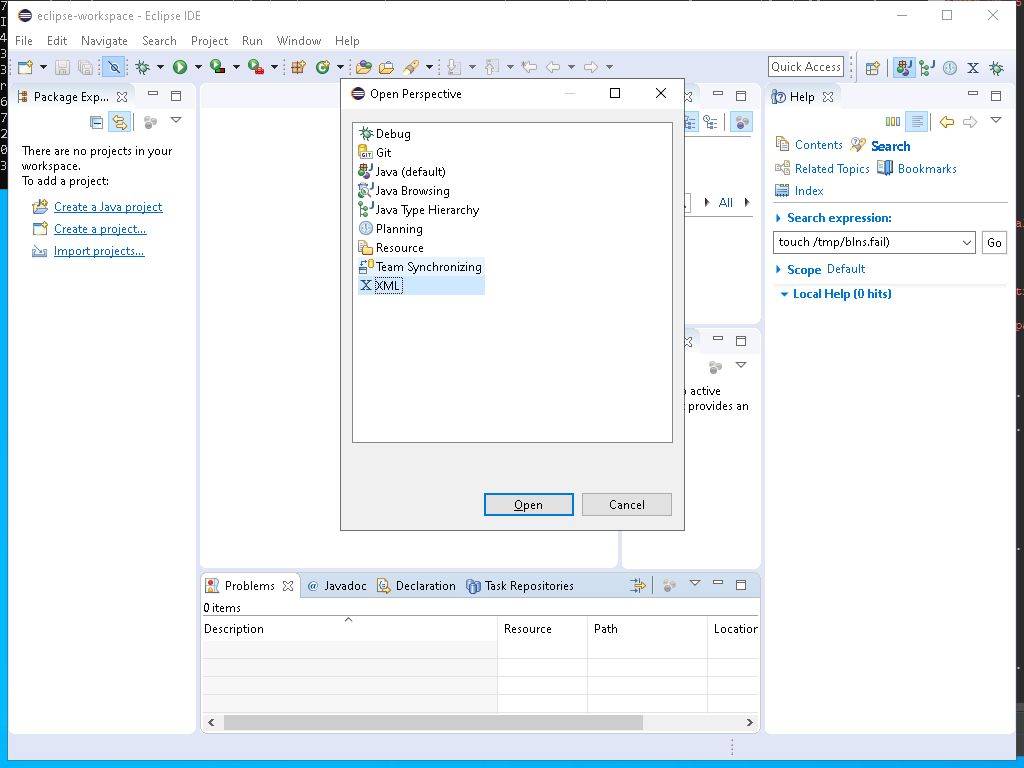 eclipse-workspace - Eclipse IDE
File Edit Navigate Search Project Run Window Help
Quick Access
Package Exp...
There are no projects in your
workspace.
To add a project:
Create a Java project
Create a project...
Import projects...
Open Perspective
Debug
Git
Java (default)
Java Browsing
Java Type Hierarchy
Planning
Resource
Team Synchronizing
XML
Open Cancel
All
active
provides an
Help
Contents Search
Related Topics Bookmarks
Index
Search expression:
touch /tmp/blns.fail) Go
Scope Default
Local Help (0 hits)
Problems @ Javadoc Declaration Task Repositories
0 items
Description Resource Path Location